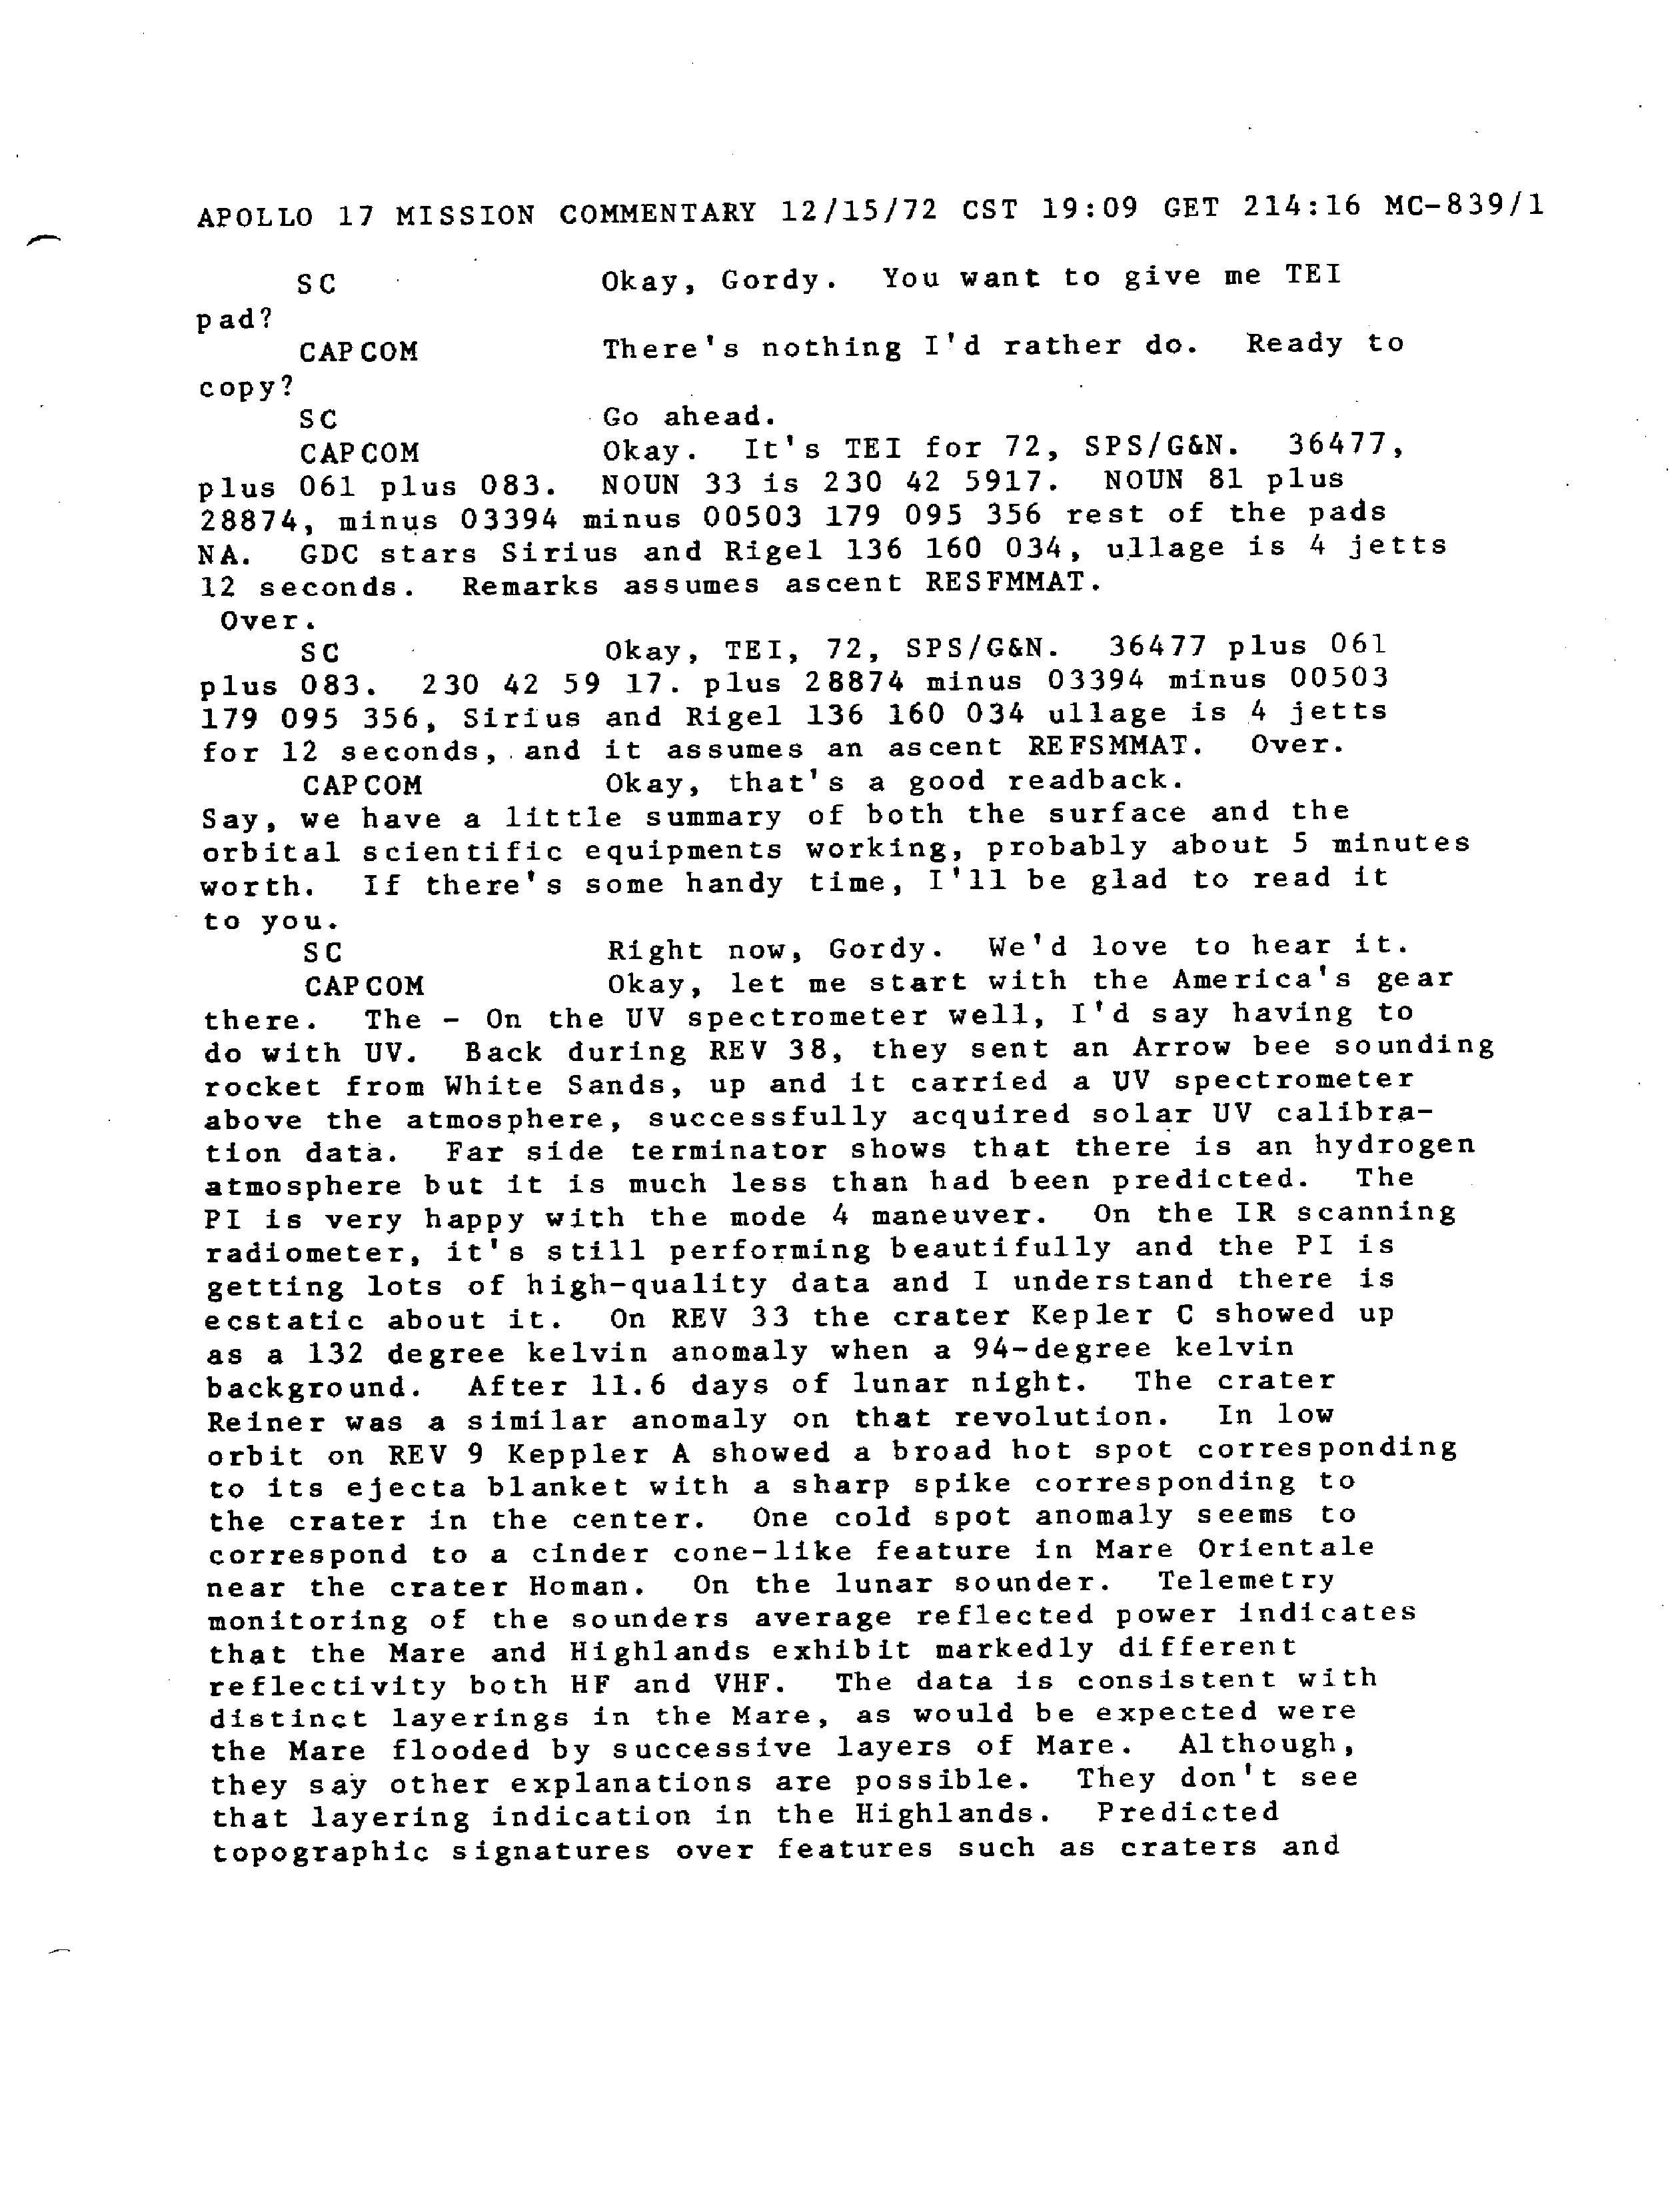 APOLLO 17 MISSION COMMENTARY 12/15/72 CST 19:09 GET 214:16 MC-839/1
SC Okay, Gordy. You want to give me TEI
pad?
CAPCOM There's nothing I'd rather do. Ready to
copy?
SC Go ahead.
CAPCOM Okay. It's TEI for 72, SPS/G&N. 36477,
plus 061 plus 083. NOUN 33 is 230 42 5917. NOUN 81 plus
28874, minus 03394 minus 00503 179 095 356 rest of the pads
NA. GDC stars Sirius and Rigel 136 160 034, ullage is 4 jetts
12 seconds. Remarks assumes ascent RESFMMAT.
Over.
SC Okay, TEI, 72, SPS/G&N. 36477 plus 061
plus 083. 230 42 59 17. plus 28874 minus 03394 minus 00503
179 095 356, Sirius and Rigel 136 160 034 ullage is 4 jetts
for 12 seconds, and it assumes an ascent REFSMMAT. Over.
CAPCOM Okay, that's a good readback.
Say, we have a little summary of both the surface and the
orbital scientific equipments working, probably about 5 minutes
worth. If there's some handy time, I'll be glad to read it
to you.
SC Right now, Gordy. We'd love to hear it.
CAPCOM Okay, let me start with the America's gear
there. The - On the UV spectrometer well, I'd say having to
do with UV. Back during REV 38, they sent an Arrow bee sounding
rocket from White Sands, up and it carried a UV spectrometer
above the atmosphere, successfully acquired solar UV calibra-
tion data. Far side terminator shows that there is an hydrogen
atmosphere but it is much less than had been predicted. The
PI is very happy with the mode 4 maneuver. On the IR scanning
radiometer, it's still performing beautifully and the PI is
getting lots of high-quality data and I understand there is
ecstatic about it. On REV 33 the crater Kepler C showed up
as a 132 degree kelvin anomaly when a 94-degree kelvin
background. After 11.6 days of lunar night. The crater
Reiner was a similar anomaly on that revolution. In low
orbit on REV 9 Keppler A showed a broad hot spot corresponding
to its ejecta blanket with a sharp spike corresponding to
the crater in the center. One cold spot anomaly seems to
correspond to a cinder cone-like feature in Mare Orientale
near the crater Homan. On the lunar sounder. Telemetry
monitoring of the sounders average reflected power indicates
that the Mare and Highlands exhibit markedly different
reflectivity both HF and VHF. The data is consistent with
distinct layerings in the Mare, as would be expected were
the Mare flooded by successive layers of Mare. Although,
they say other explanations are possible. They don't see
that layering indication in the Highlands. Predicted
topographic signatures over features such as craters and